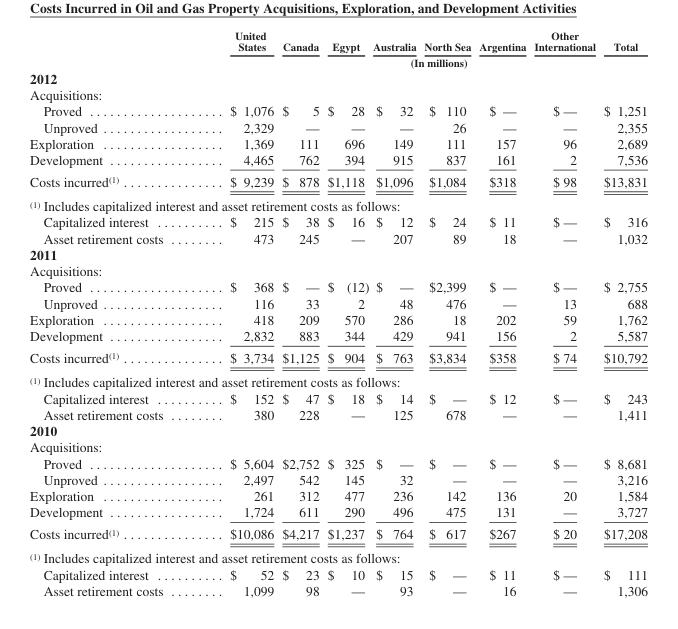 Costs Incurred in Oil and Gas Property Acquisitions, Exploration, and Development Activities
United States Canada Egypt Australia North Sea Argentina Other International Total
(In millions)
2012
Acquisitions:
Proved .................... $ 1,076 $ 5 $ 28 $ 32 $ 110 $ — $ — $ 1,251
Unproved .................. 2,329 — — — 26 — — 2,355
Exploration .................... 1,369 111 696 149 111 157 96 2,689
Development ................. 4,465 762 394 915 837 161 2 7,536
Costs incurred(1) ............... $ 9,239 $ 878 $1,118 $1,096 $1,084 $318 $ 98 $13,831
(1) Includes capitalized interest and asset retirement costs as follows:
Capitalized interest .......... $ 215 $ 38 $ 16 $ 12 $ 24 $ 11 $ — $ 316
Asset retirement costs ........ 473 245 — 207 89 18 — 1,032
2011
Acquisitions:
Proved .................... $ 368 $ — $ (12) $ — $2,399 $ — $ — $ 2,755
Unproved .................. 116 33 2 48 476 — 13 688
Exploration .................... 418 209 570 286 18 202 59 1,762
Development ................. 2,832 883 344 429 941 156 2 5,587
Costs incurred(1) ............... $ 3,734 $1,125 $ 904 $ 763 $3,834 $358 $ 74 $10,792
(1) Includes capitalized interest and asset retirement costs as follows:
Capitalized interest .......... $ 152 $ 47 $ 18 $ 14 $ — $ 12 $ — $ 243
Asset retirement costs ........ 380 228 — 125 678 — — 1,411
2010
Acquisitions:
Proved .................... $ 5,604 $2,752 $ 325 $ — $ — $ — $ — $ 8,681
Unproved .................. 2,497 542 145 32 — — — 3,216
Exploration .................... 261 312 477 236 142 136 20 1,584
Development ................. 1,724 611 290 496 475 131 — 3,727
Costs incurred(1) ............... $10,086 $4,217 $1,237 $ 764 $ 617 $267 $ 20 $17,208
(1) Includes capitalized interest and asset retirement costs as follows:
Capitalized interest .......... $ 52 $ 23 $ 10 $ 15 $ — $ 11 $ — $ 111
Asset retirement costs ........ 1,099 98 — 93 — 16 — 1,306